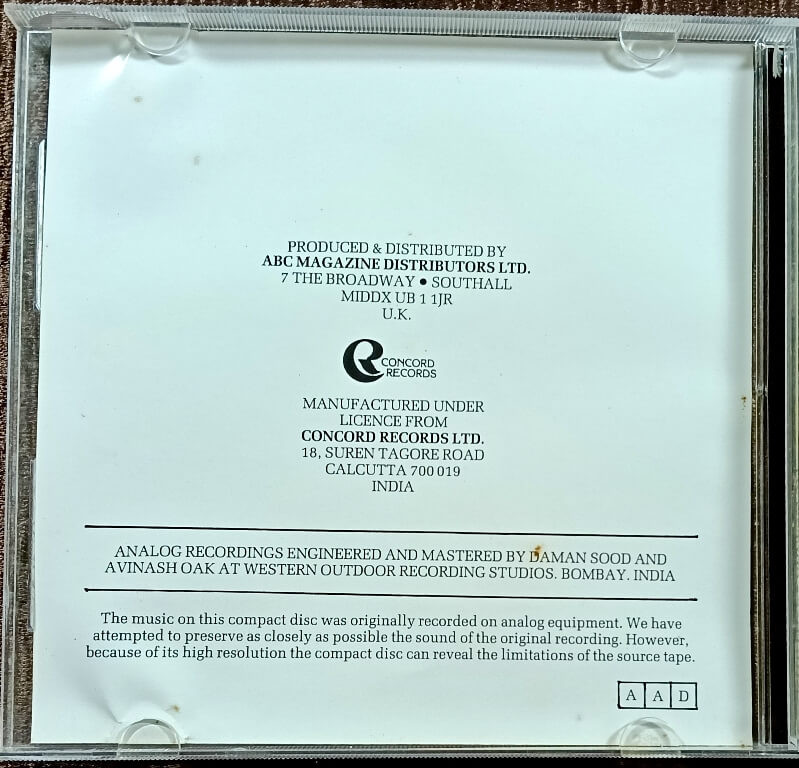 PRODUCED & DISTRIBUTED BY
ABC MAGAZINE DISTRIBUTORS LTD.
7 THE BROADWAY • SOUTHALL
MIDDX UB 1 1JR
U.K.
CONCORD
RECORDS
MANUFACTURED UNDER
LICENCE FROM
CONCORD RECORDS LTD.
18, SUREN TAGORE ROAD
CALCUTTA 700 019
INDIA
ANALOG RECORDINGS ENGINEERED AND MASTERED BY DAMAN SOOD AND
AVINASH OAK AT WESTERN OUTDOOR RECORDING STUDIOS. BOMBAY. INDIA
The music on this compact disc was originally recorded on analog equipment. We have
attempted to preserve as closely as possible the sound of the original recording. However,
because of its high resolution the compact disc can reveal the limitations of the source tape.
A A D